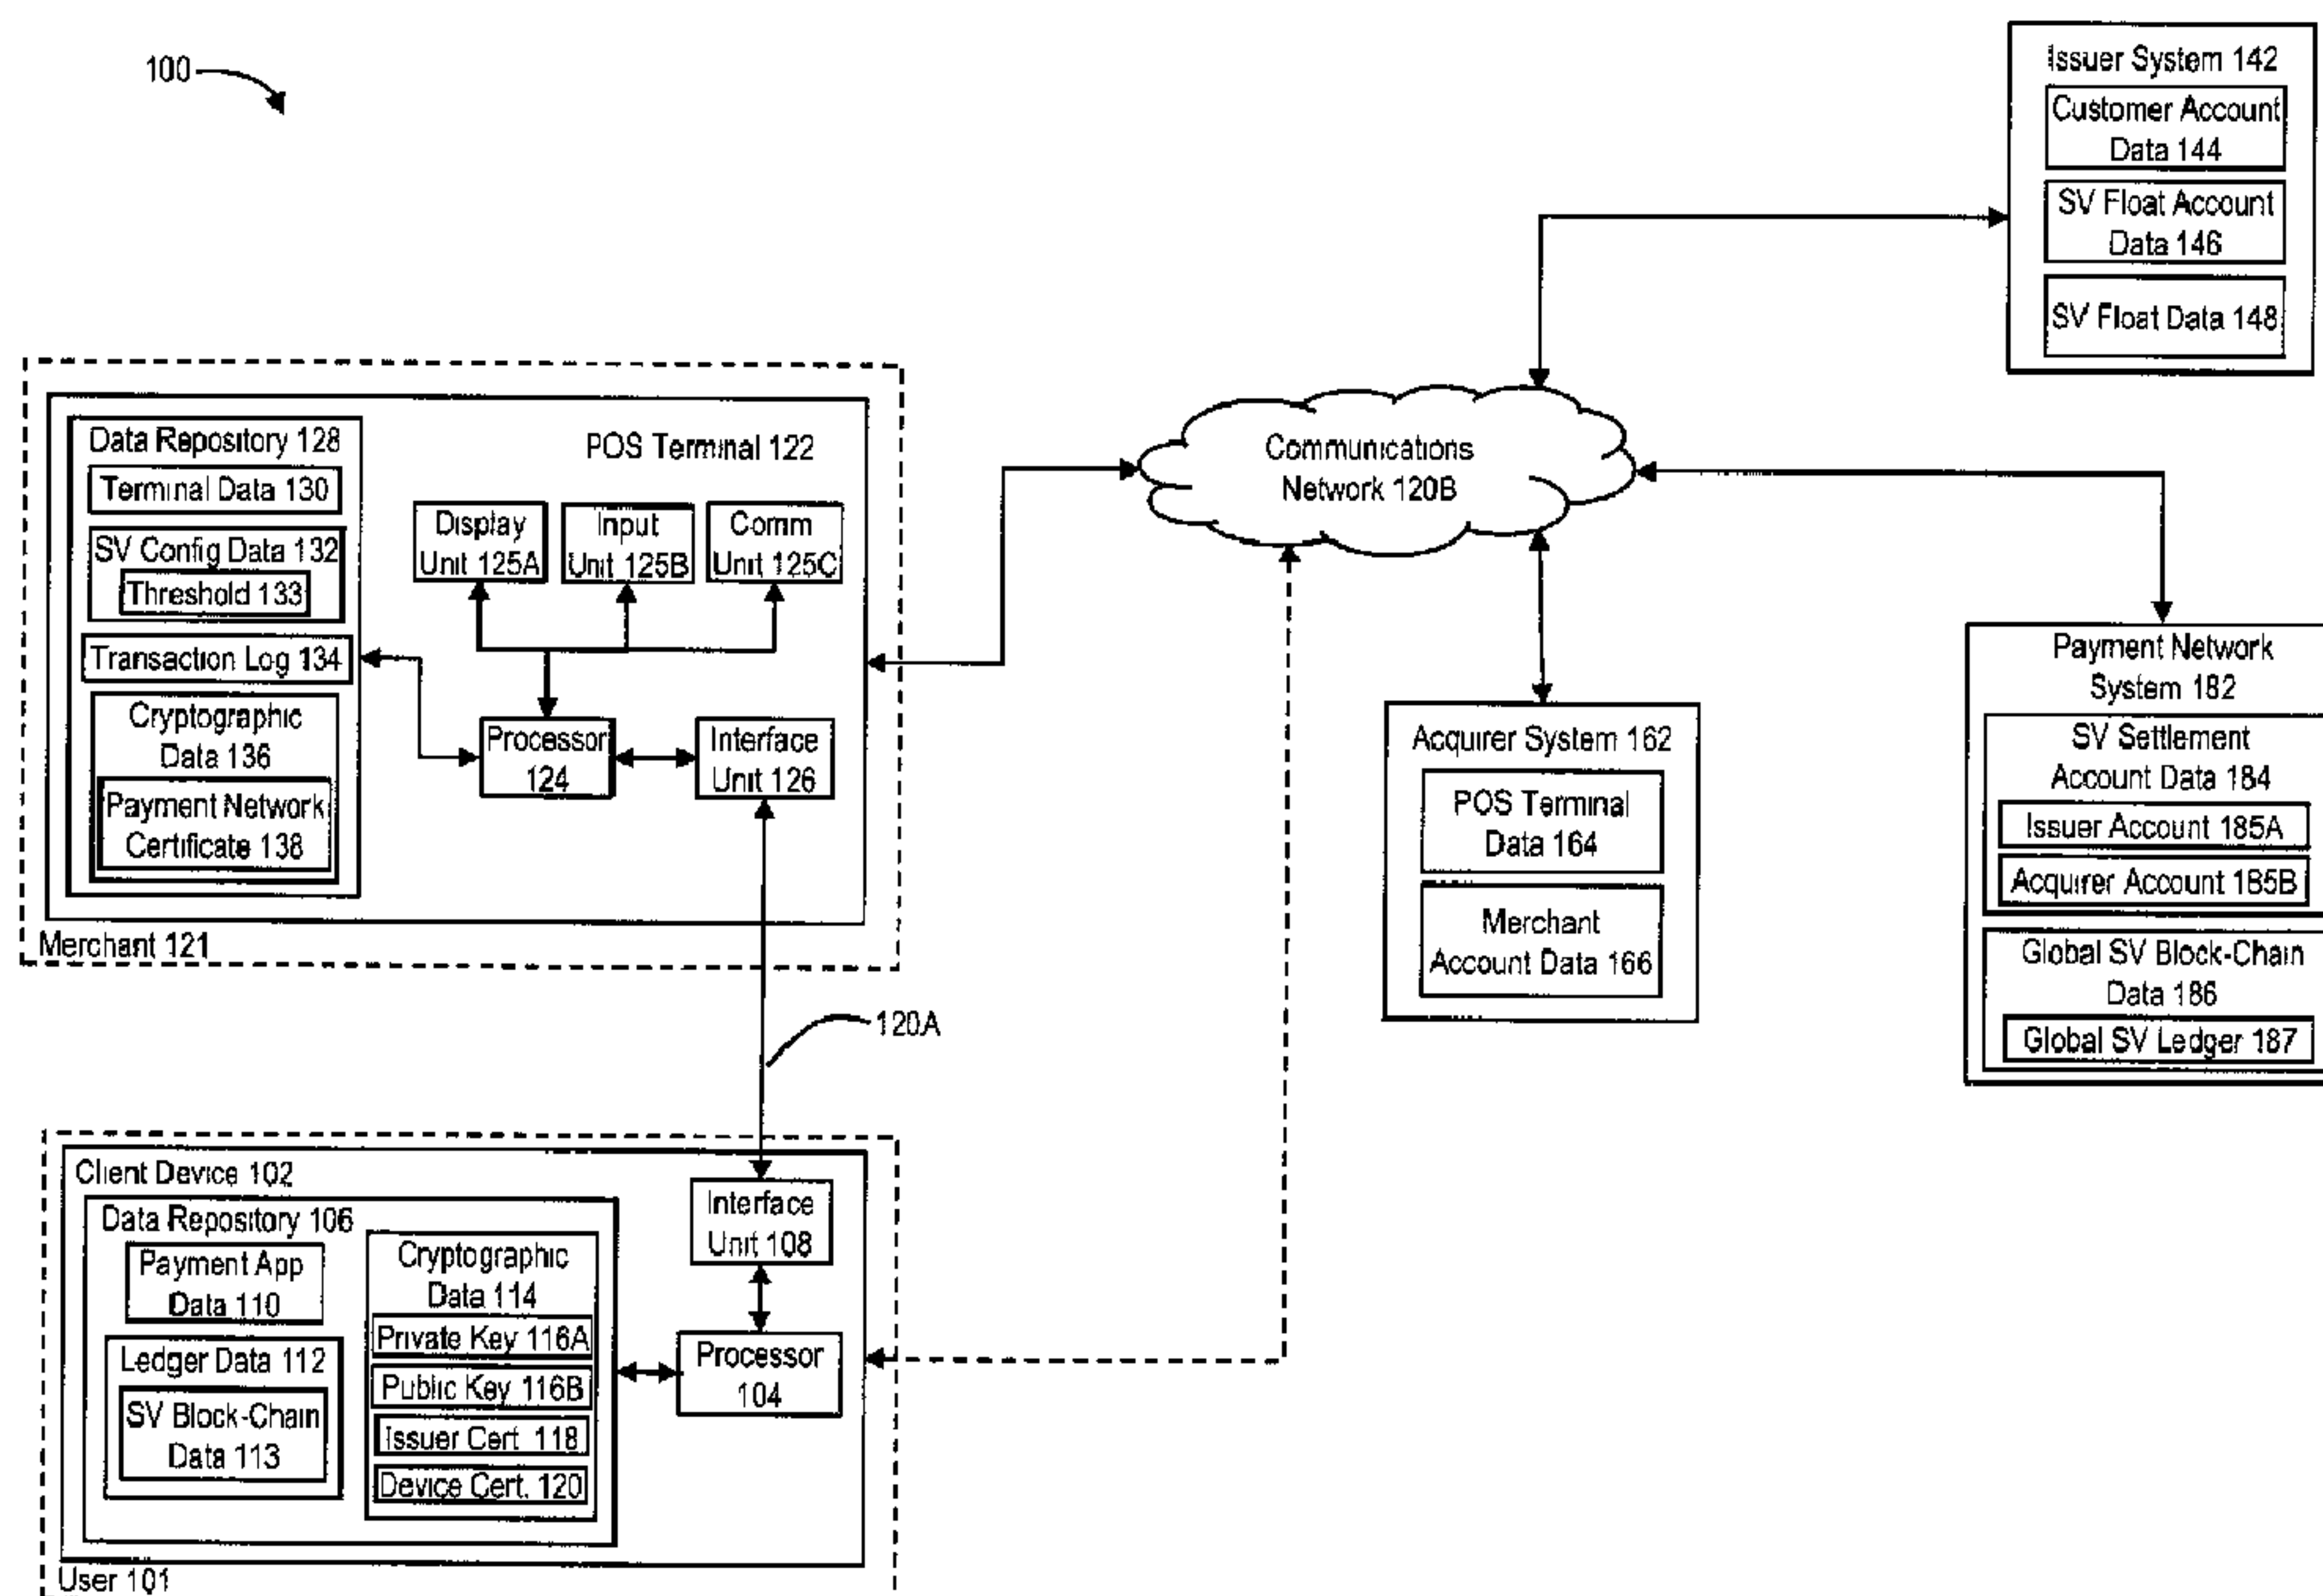 100
Issuer System 142
Customer Account
Data 144
SV Float Account
Data 146
SV Float Data 148
Data Repository 128
Terminal Data 130
SV Config Data 132
Threshold 133
Transaction Log 134
Cryptographic
Data 136
Payment Network
Certificate 138
POS Terminal 122
Display
Unit 125A
Input
Unit 125B
Comm
Unit 125C
Processor
124
Interface
Unit 126
Merchant 121
Communications
Network 120B
Acquirer System 162
POS Terminal
Data 164
Merchant
Account Data 166
Payment Network
System 182
SV Settlement
Account Data 184
Issuer Account 185A
Acquirer Account 185B
Global SV Block-Chain
Data 186
Global SV Ledger 187
120A
Client Device 102
Data Repository 106
Payment App
Data 110
Ledger Data 112
SV Block-Chain
Data 113
Cryptographic
Data 114
Private Key 116A
Public Key 116B
Issuer Cert 118
Device Cert. 120
Interface
Unit 108
Processor
104
User 101